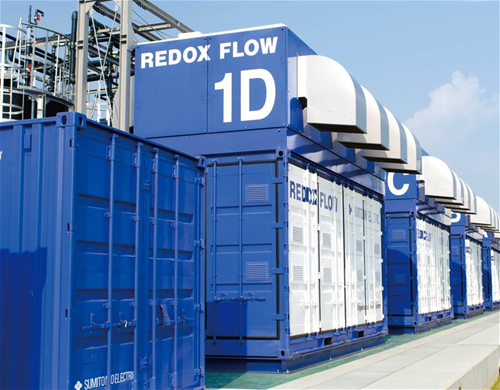 REDOX FLOW
1D
REDOX FLOW
C
SUMITOMO ELECTRIC